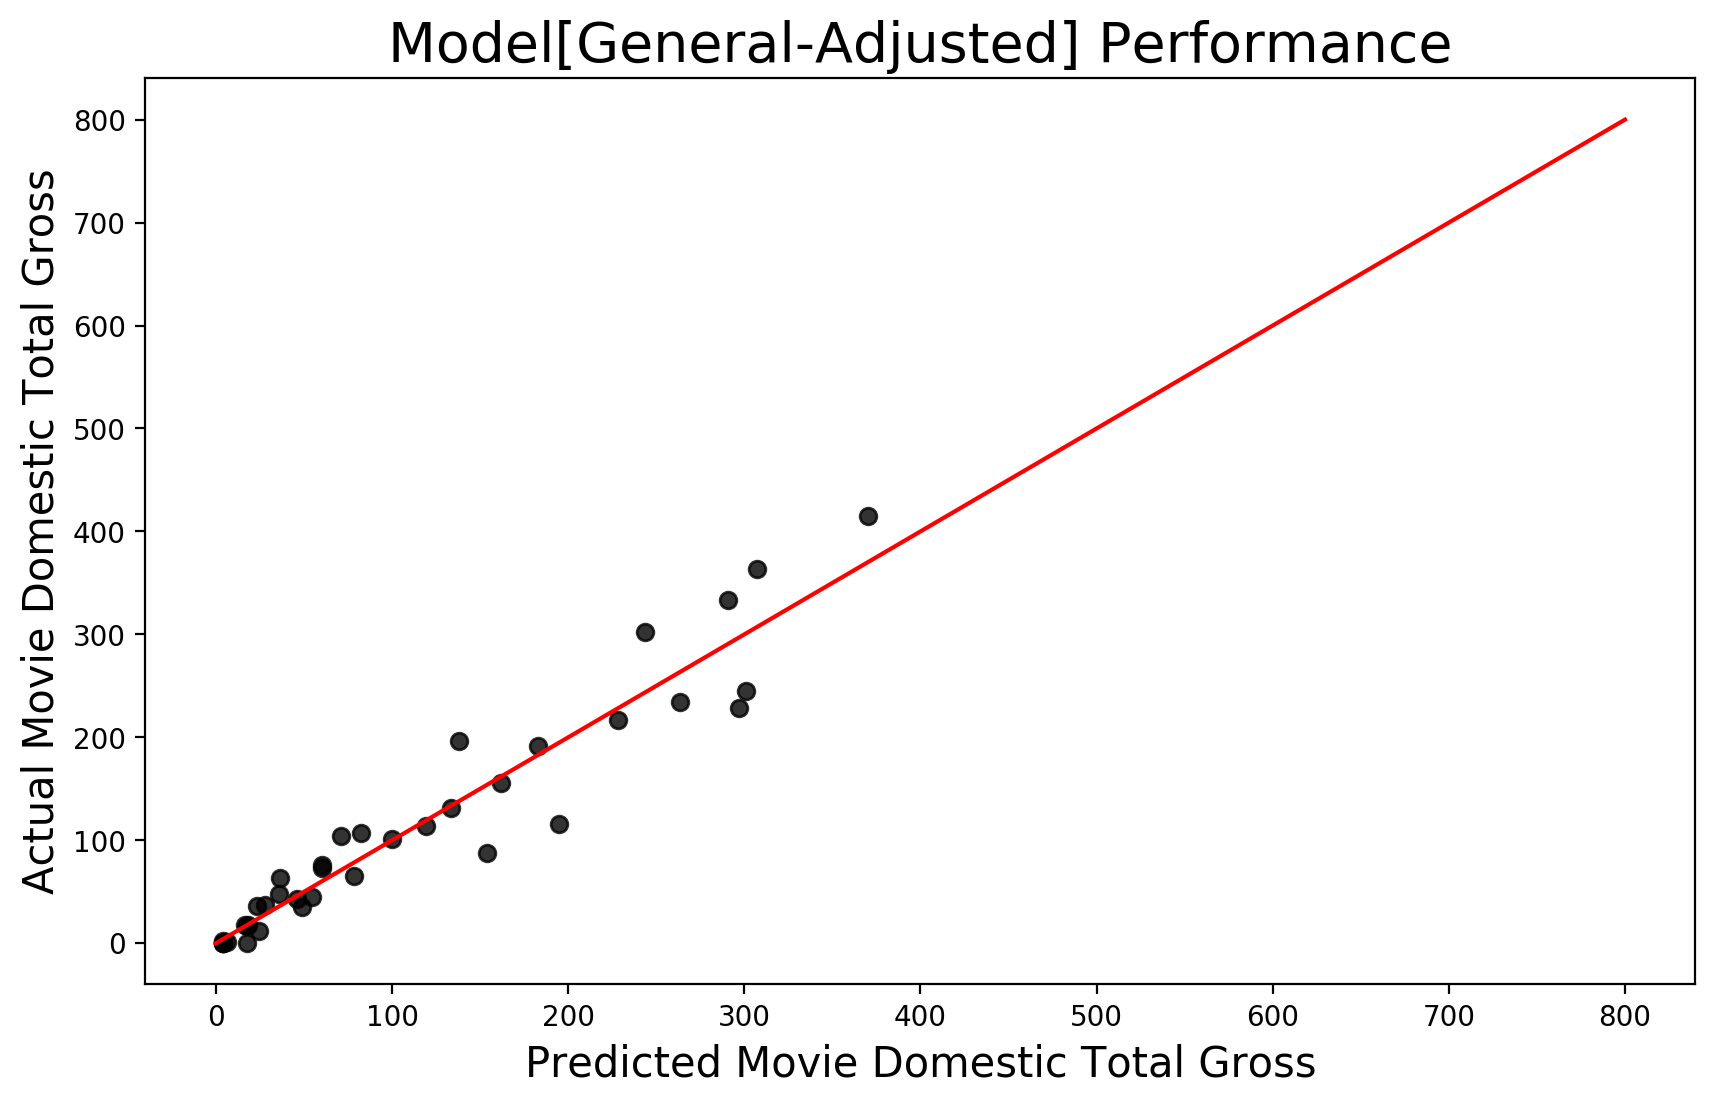 Model[General-Adjusted] Performance
Actual Movie Domestic Total Gross
800
700
600
500
400
300
200
100
0
0 100 200 300 400 500 600 700 800
Predicted Movie Domestic Total Gross